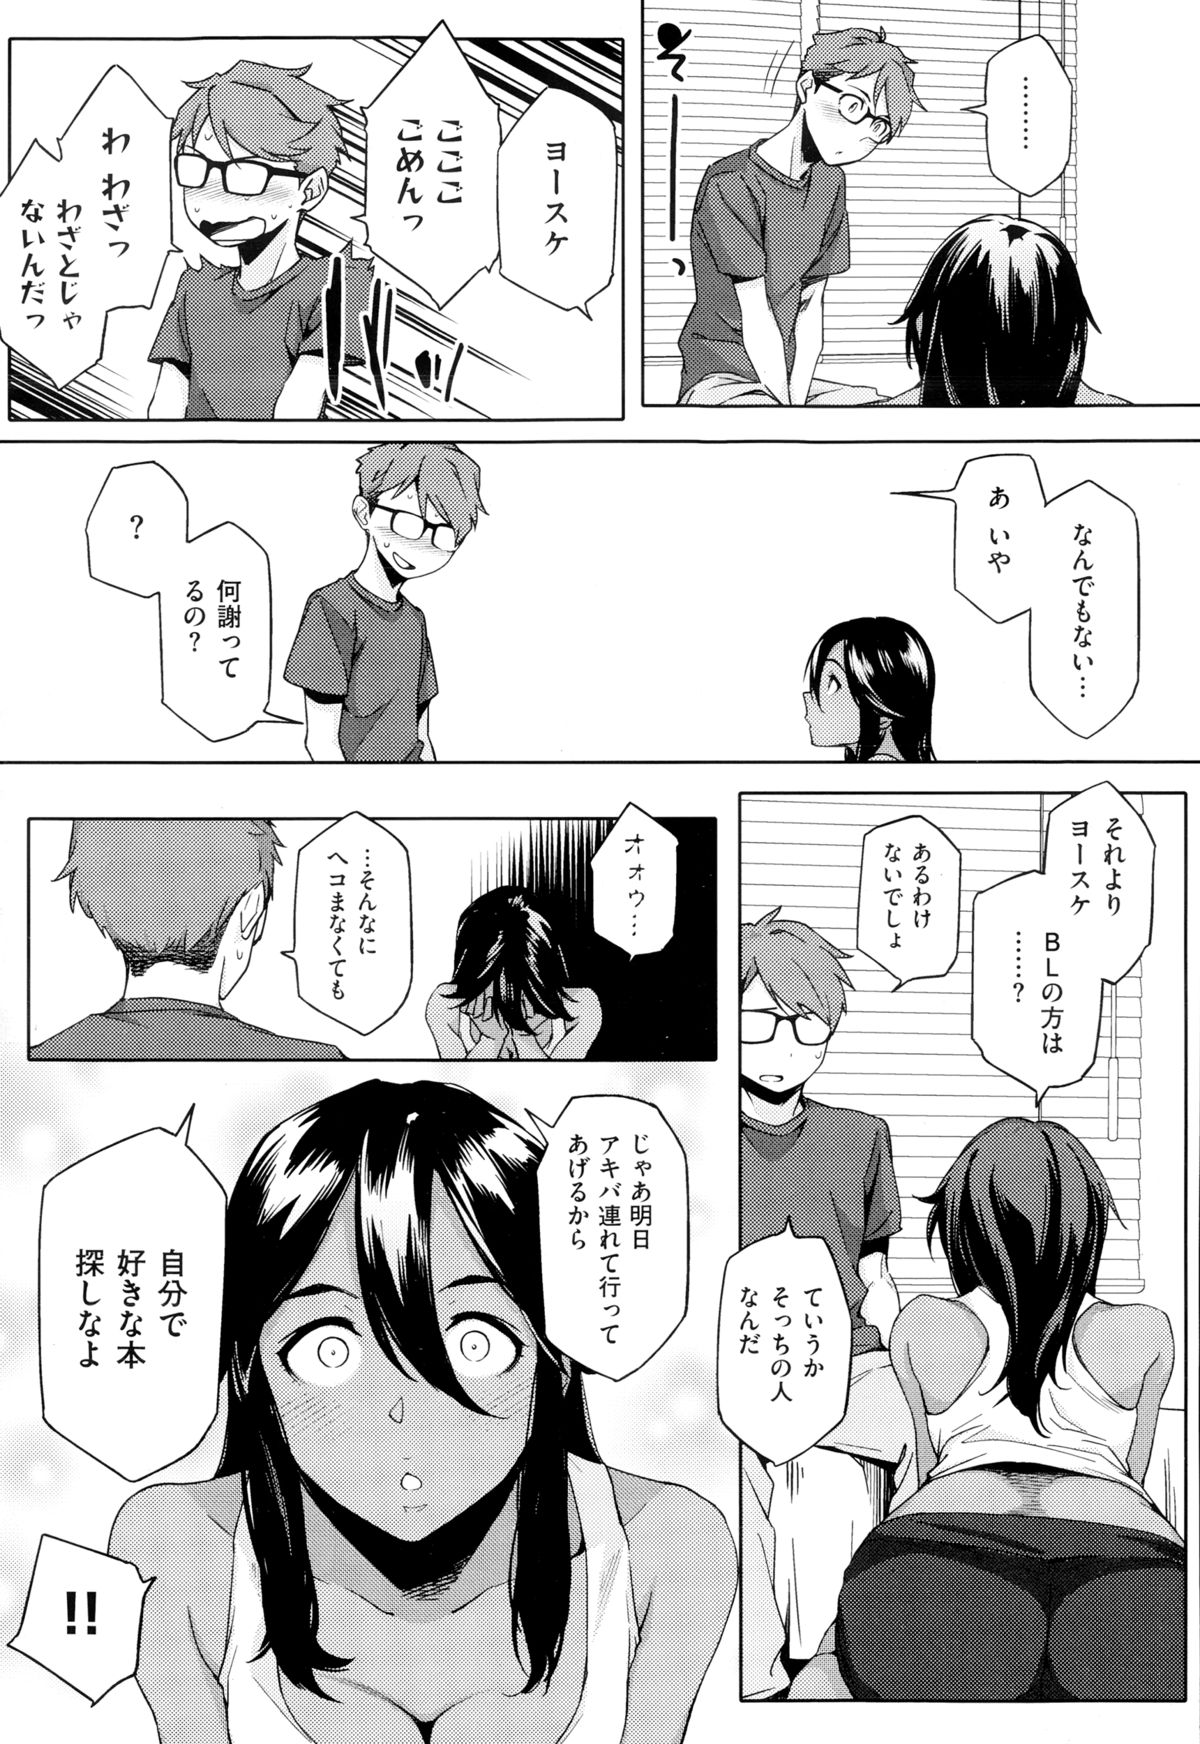 ………
そーーーっ
ヨースケ
ごごご
ごめんっ
わ わざっ
わざとじゃ
ないんだっ
なんでもない…
あ いや
何謝って
るの？
？
それより
ヨースケ
ＢＬの方は
……？
あるわけ
ないでしょ
ていうか
そっちの人
なんだ
オォゥ…
…そんなに
ヘコまなくても
じゃあ明日
アキバ連れて行って
あげるから
自分で
好きな本
探しなよ
!!